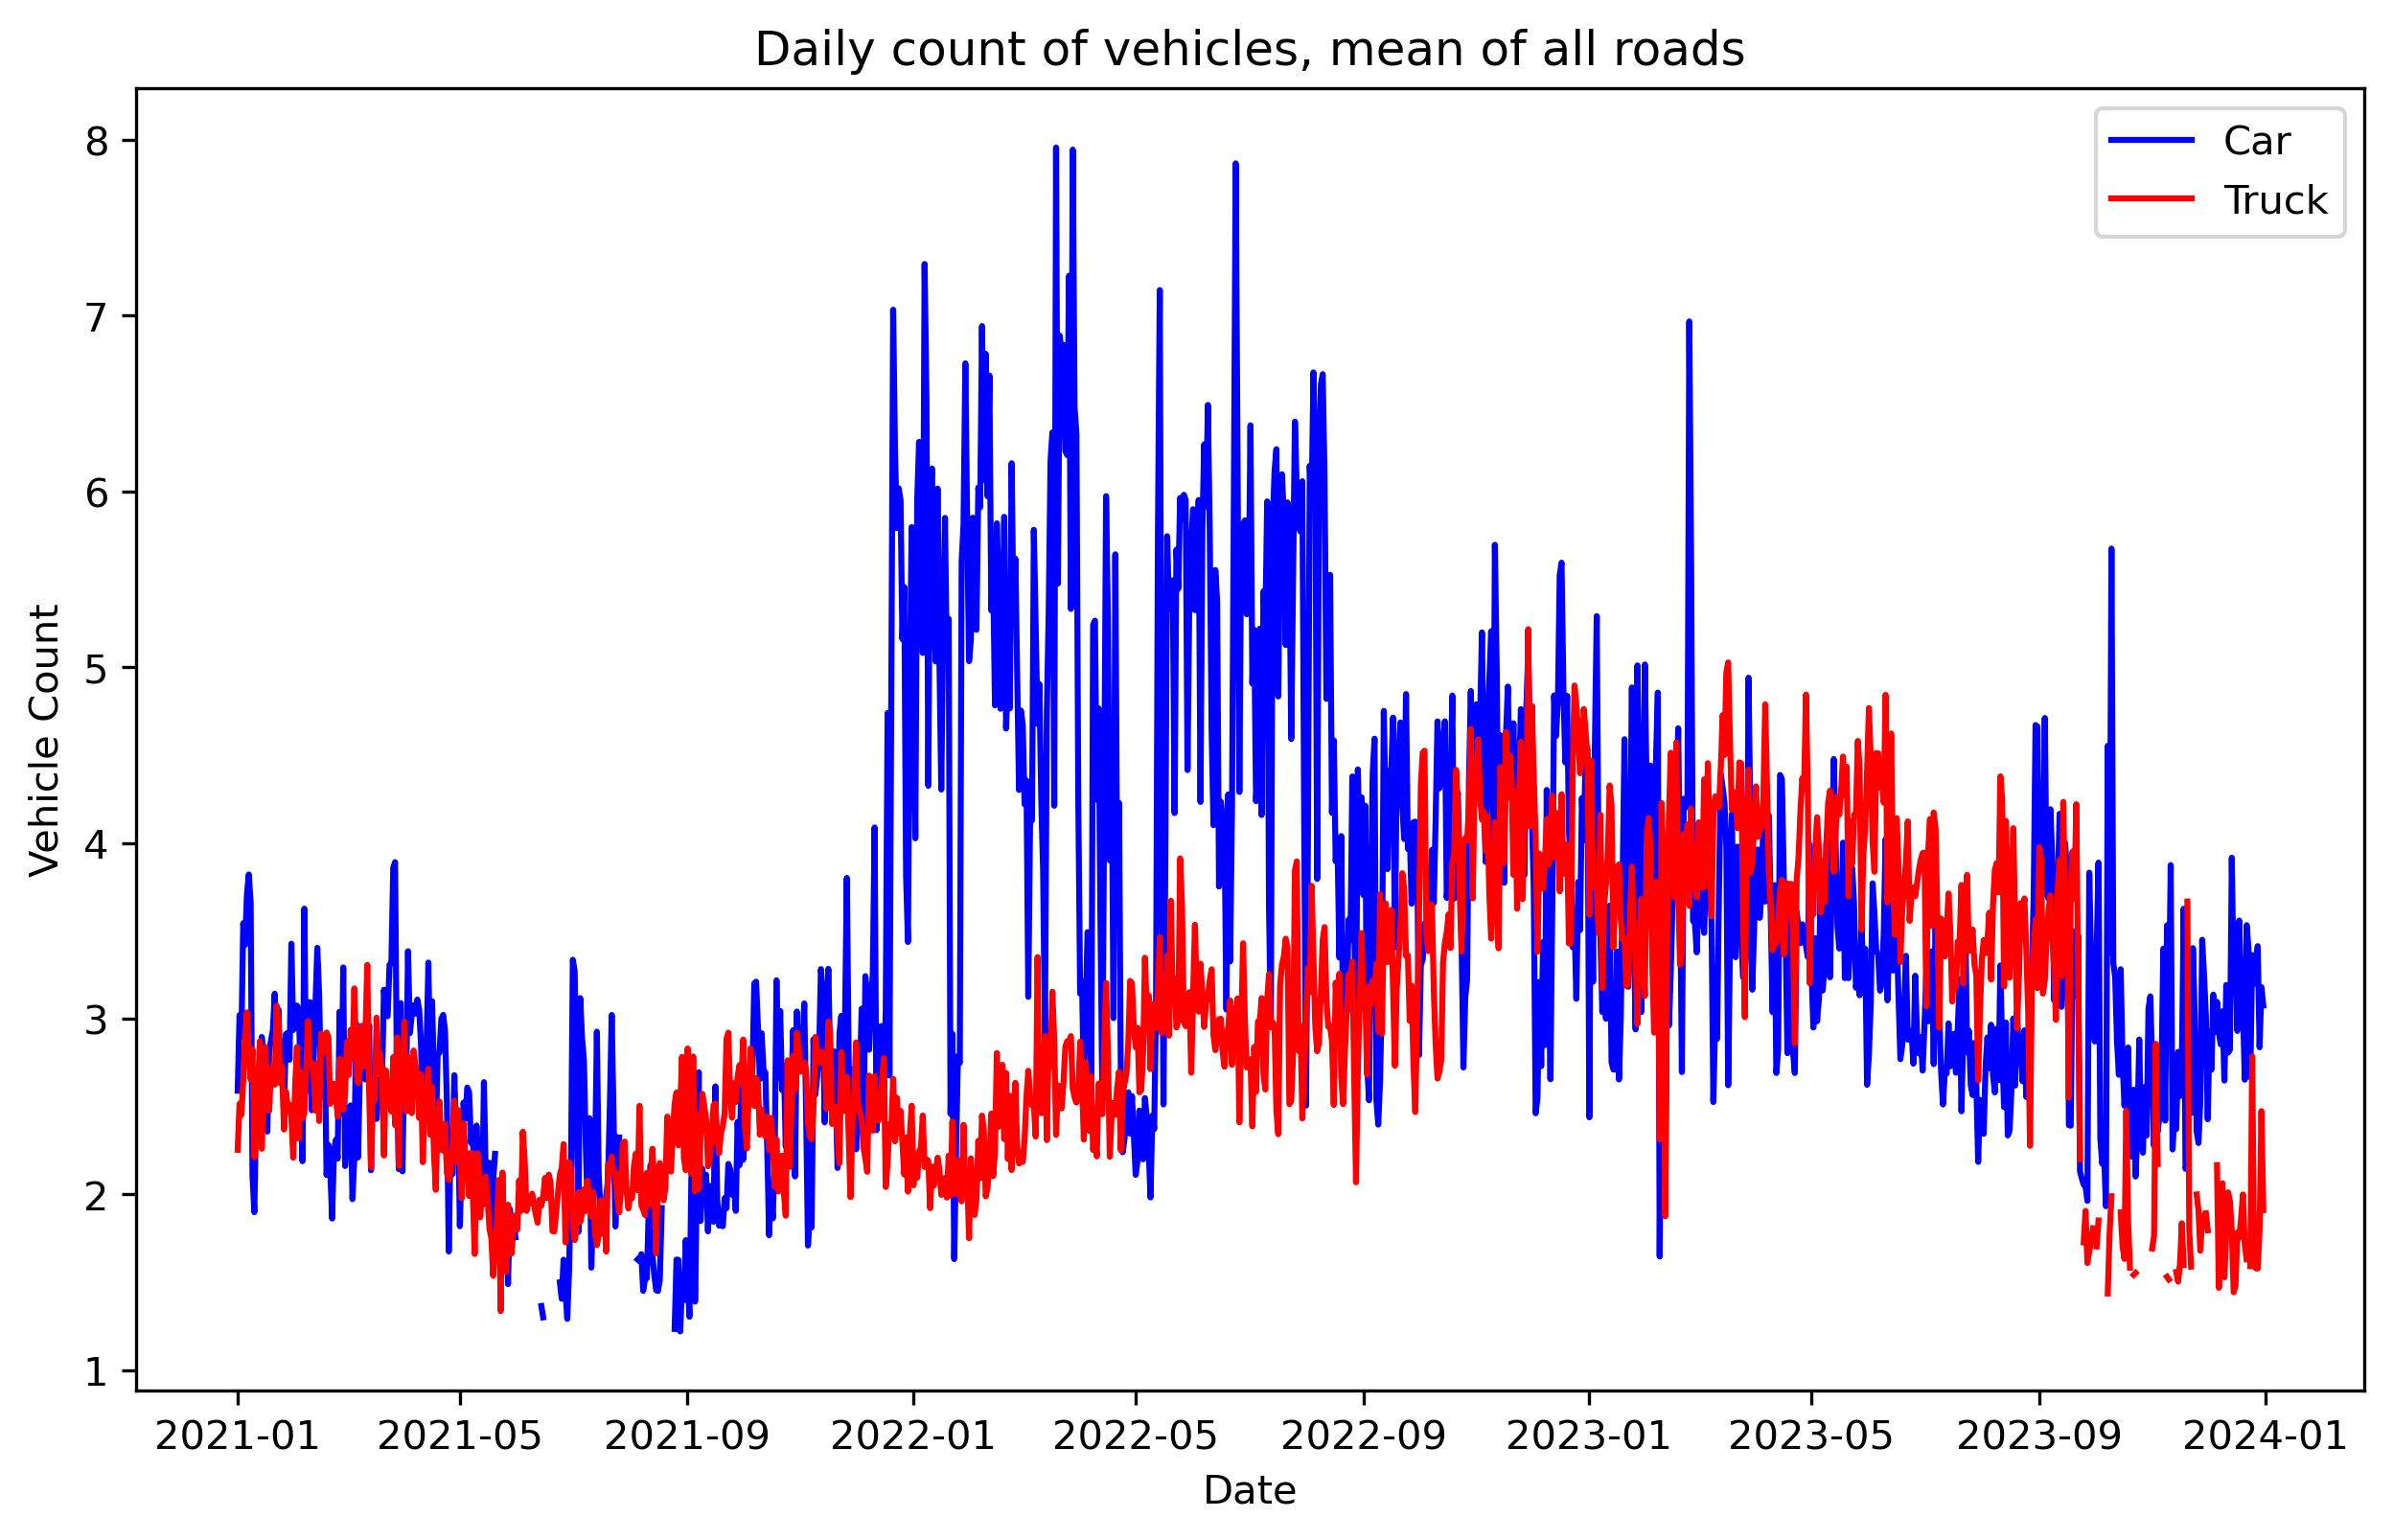 Daily count of vehicles, mean of all roads
Car
Truck
Vehicle Count
8
7
6
5
4
3
2
1
2021-01 2021-05 2021-09 2022-01 2022-05 2022-09 2023-01 2023-05 2023-09 2024-01
Date